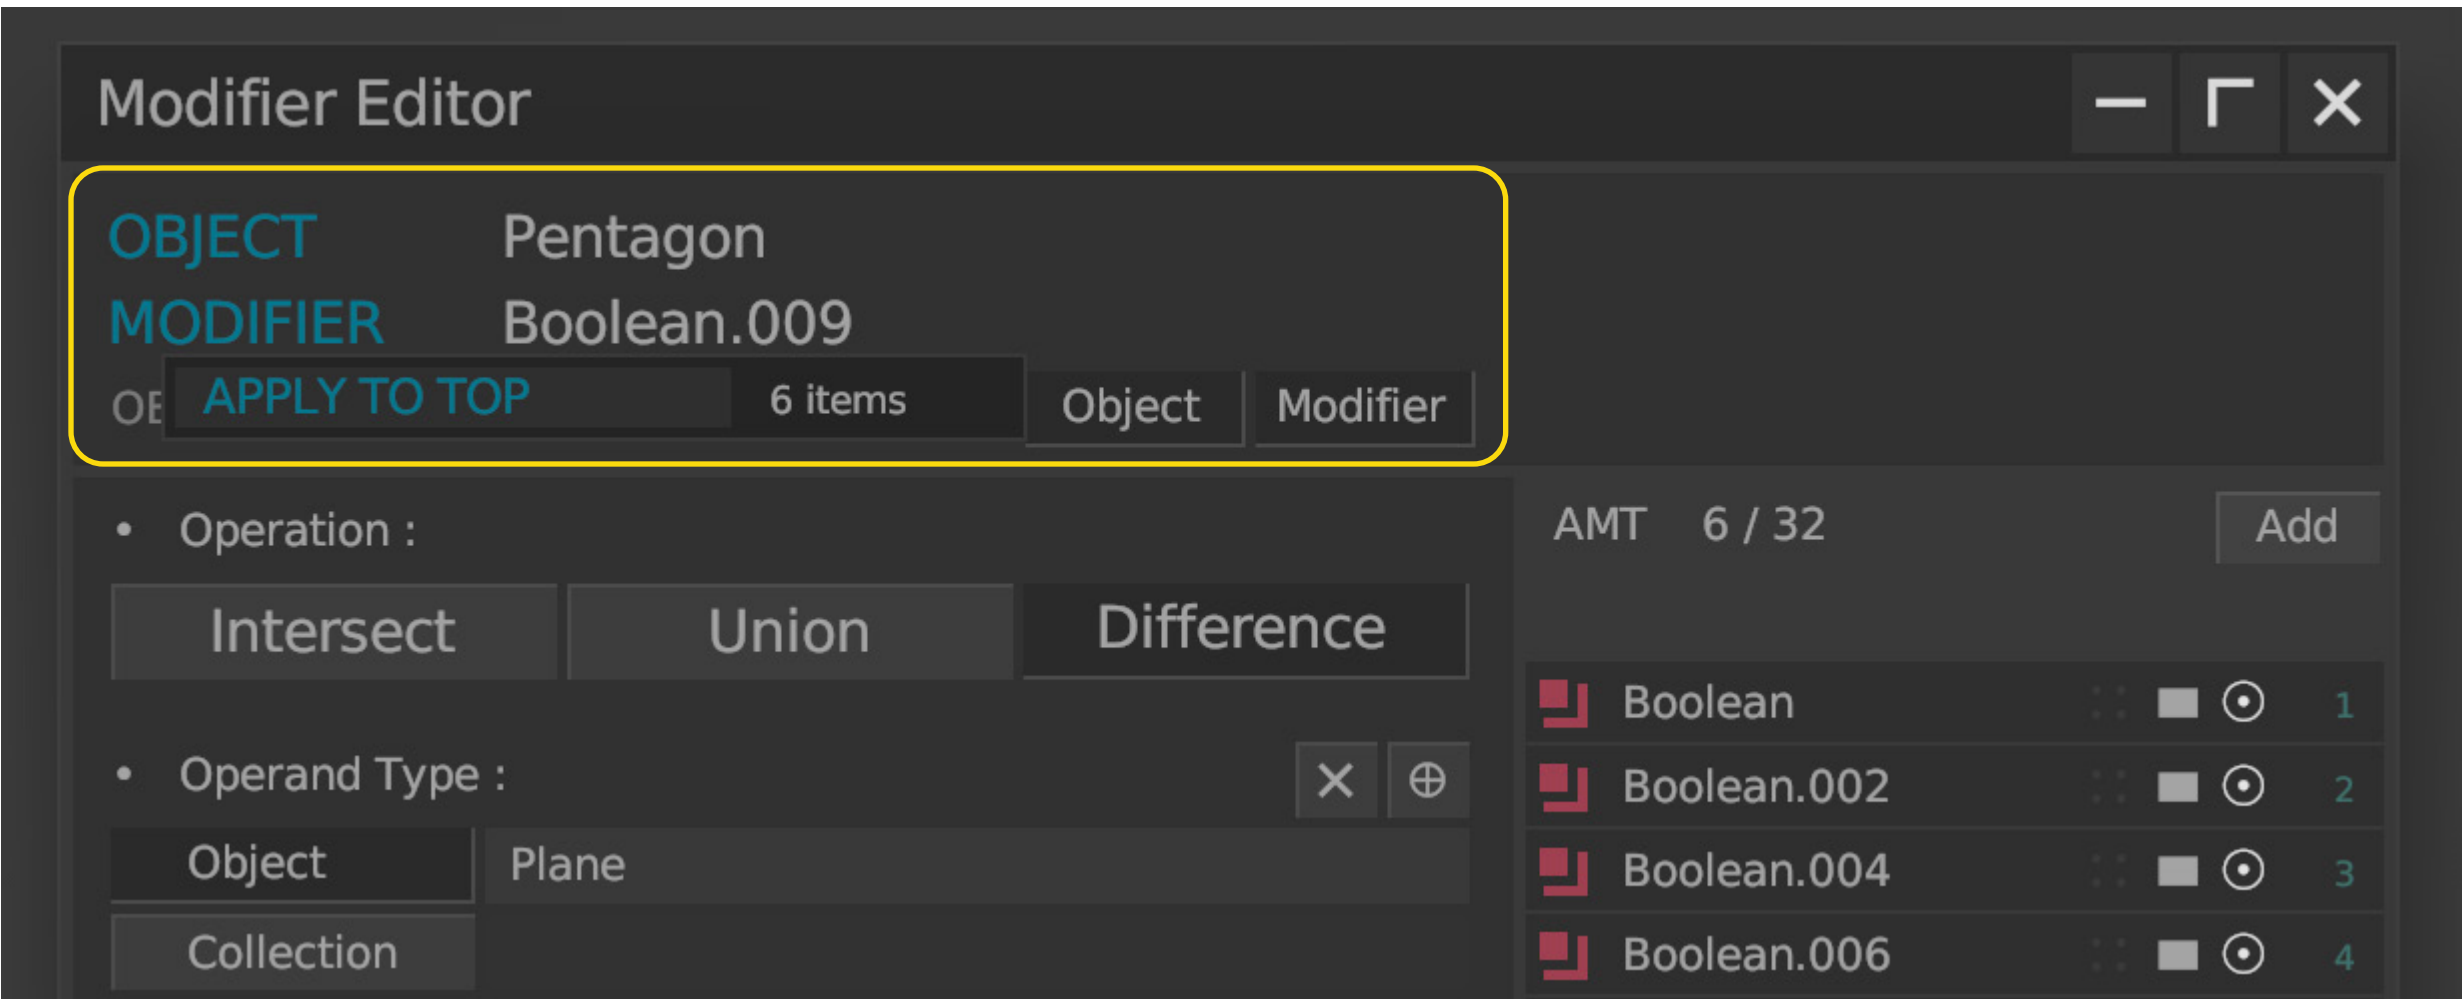 Modifier Editor
OBJECT Pentagon
MODIFIER Boolean.009
APPLY TO TOP 6 items Object Modifier
• Operation :
Intersect Union Difference
• Operand Type :
Object Plane
Collection
AMT 6 / 32 Add
Boolean 1
Boolean.002 2
Boolean.004 3
Boolean.006 4